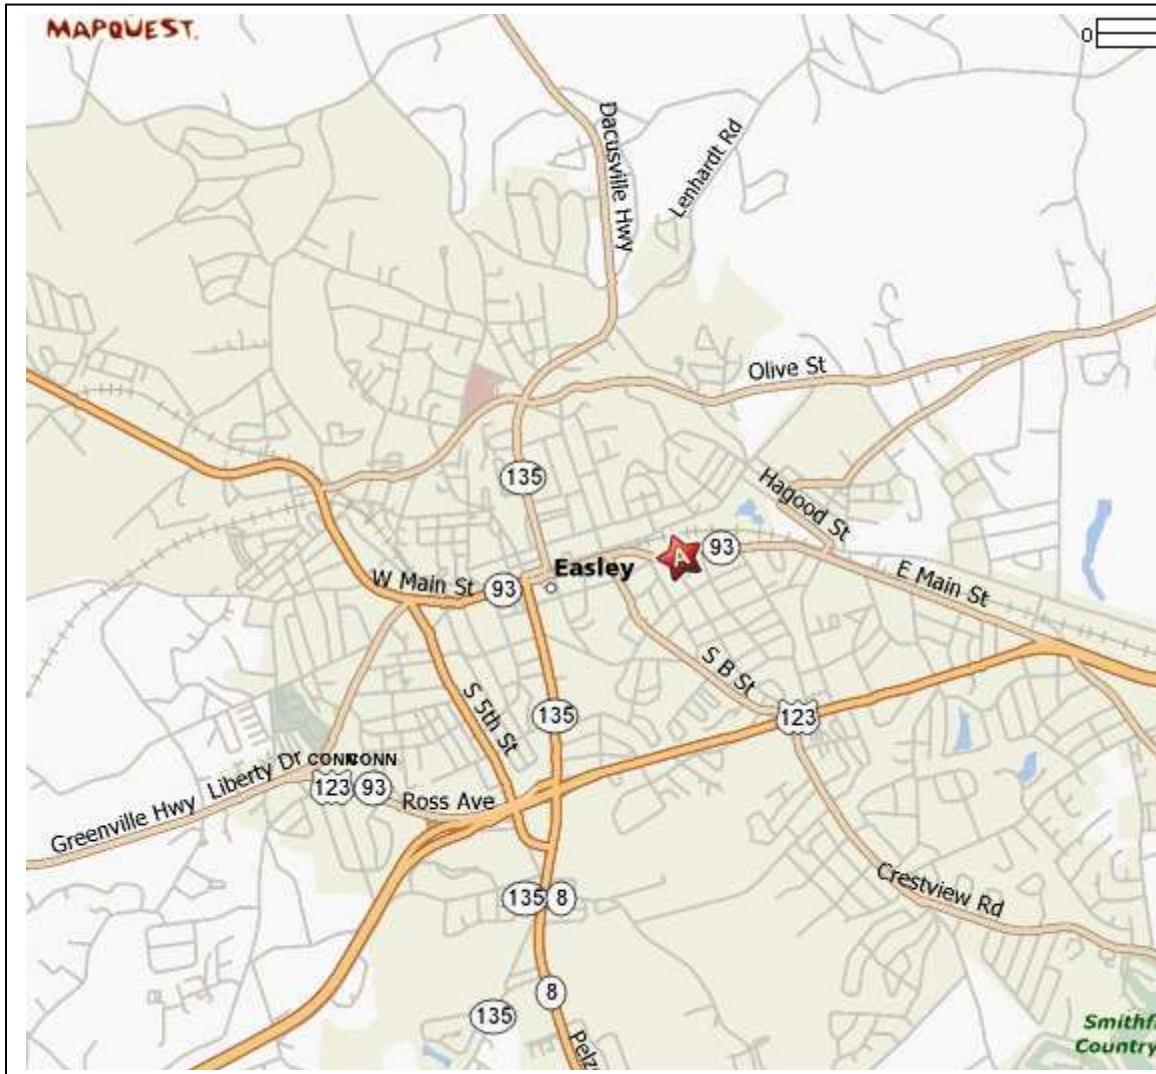 MAPQUEST.
0
Dacusville Hwy
Lenhardt Rd
Olive St
135
Hagood St
A
93
Easley
E Main St
W Main St
93
S B St
S 5th St
135
123
CONN CONN
Liberty Dr
123 93
Ross Ave
Greenville Hwy
Crestview Rd
135 8
8
135
Pelz
Smithf
Country